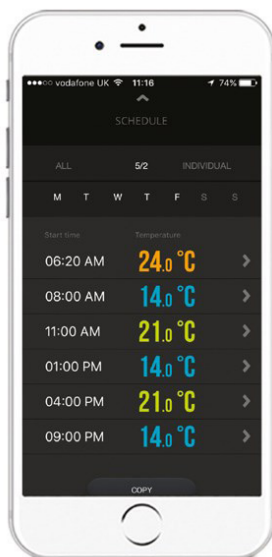 vodafone UK 11:16 74%
SCHEDULE
ALL 5/2 INDIVIDUAL
M T W T F S S
Start time Temperature
06:20 AM 24.0 °C
08:00 AM 14.0 °C
11:00 AM 21.0 °C
01:00 PM 14.0 °C
04:00 PM 21.0 °C
09:00 PM 14.0 °C
COPY